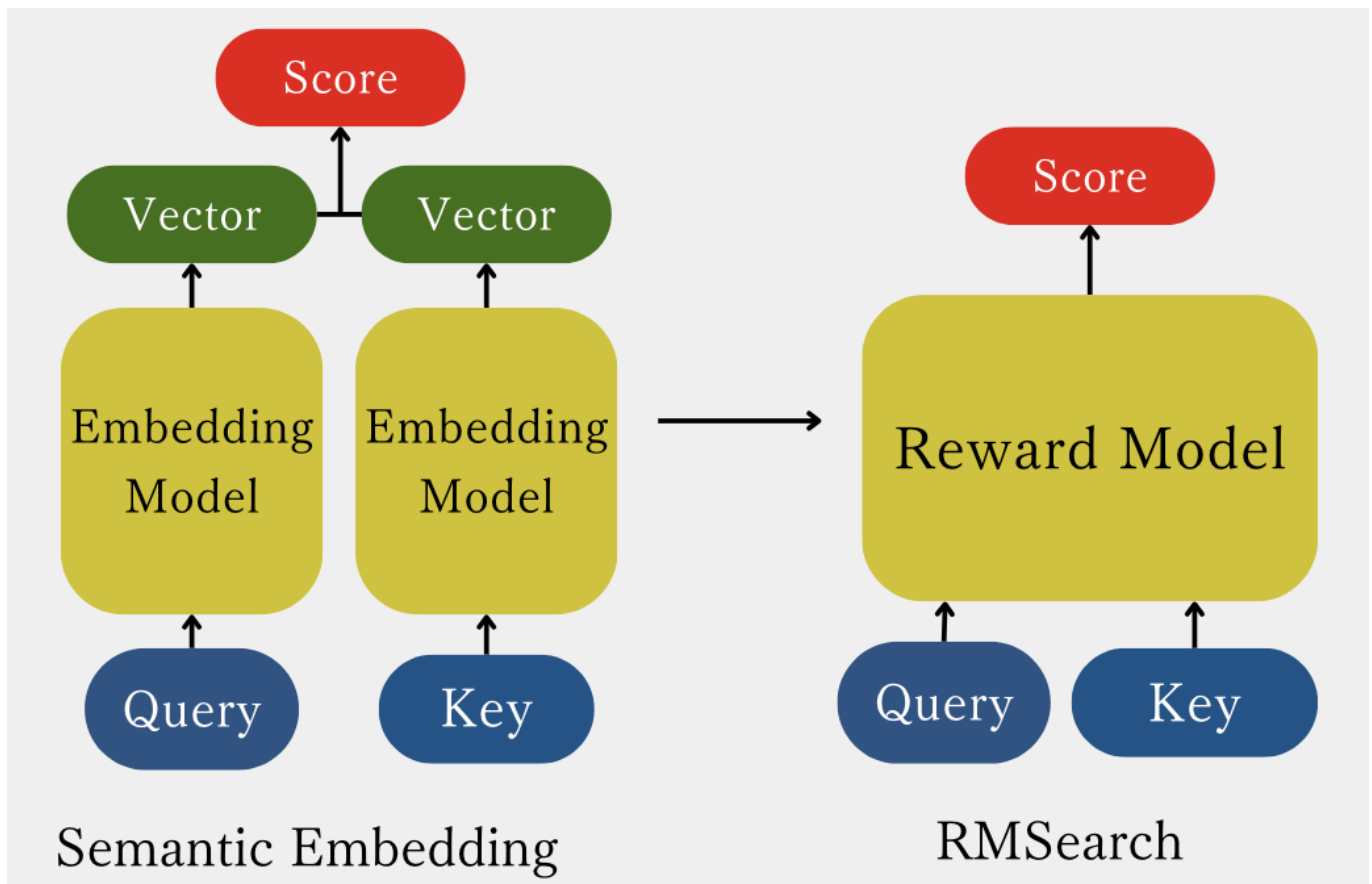 Score
Vector
Vector
Embedding
Model
Embedding
Model
Query
Key
Semantic Embedding
Score
Reward Model
Query
Key
RMSearch